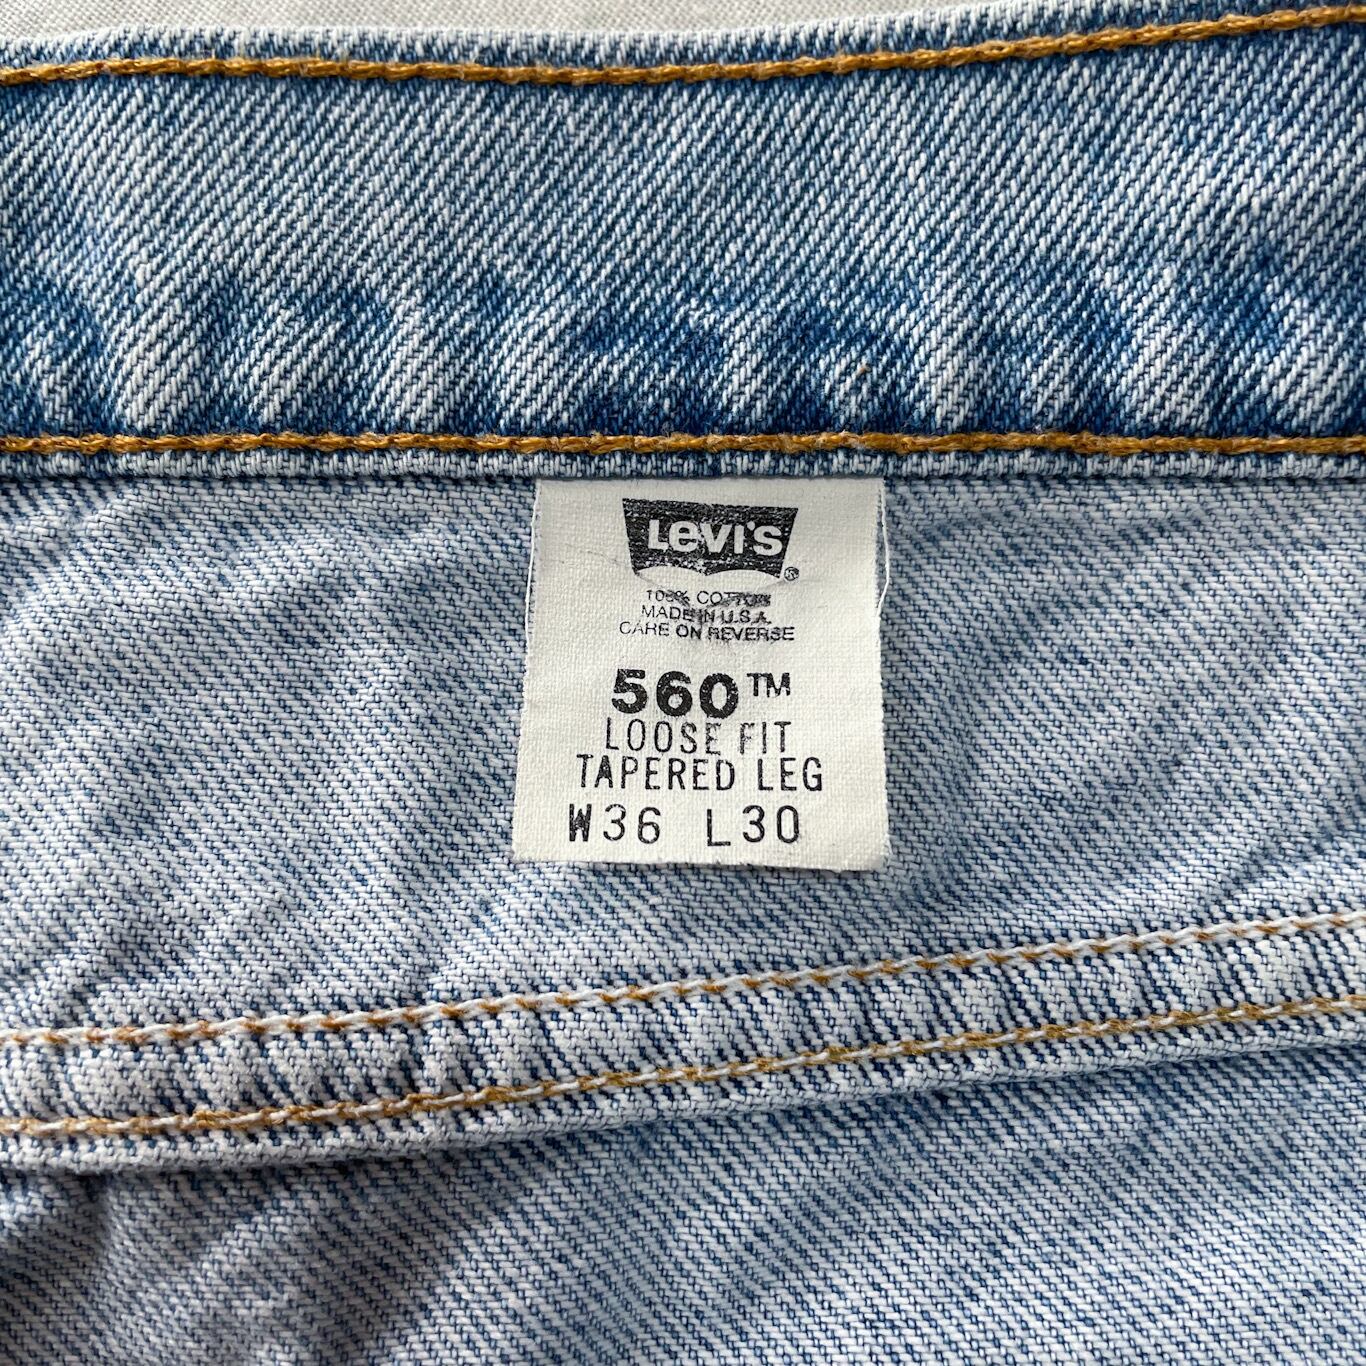 LEVI'S ®
100% COTTON
MADE IN U.S.A.
CARE ON REVERSE
560™
LOOSE FIT
TAPERED LEG
W36 L30